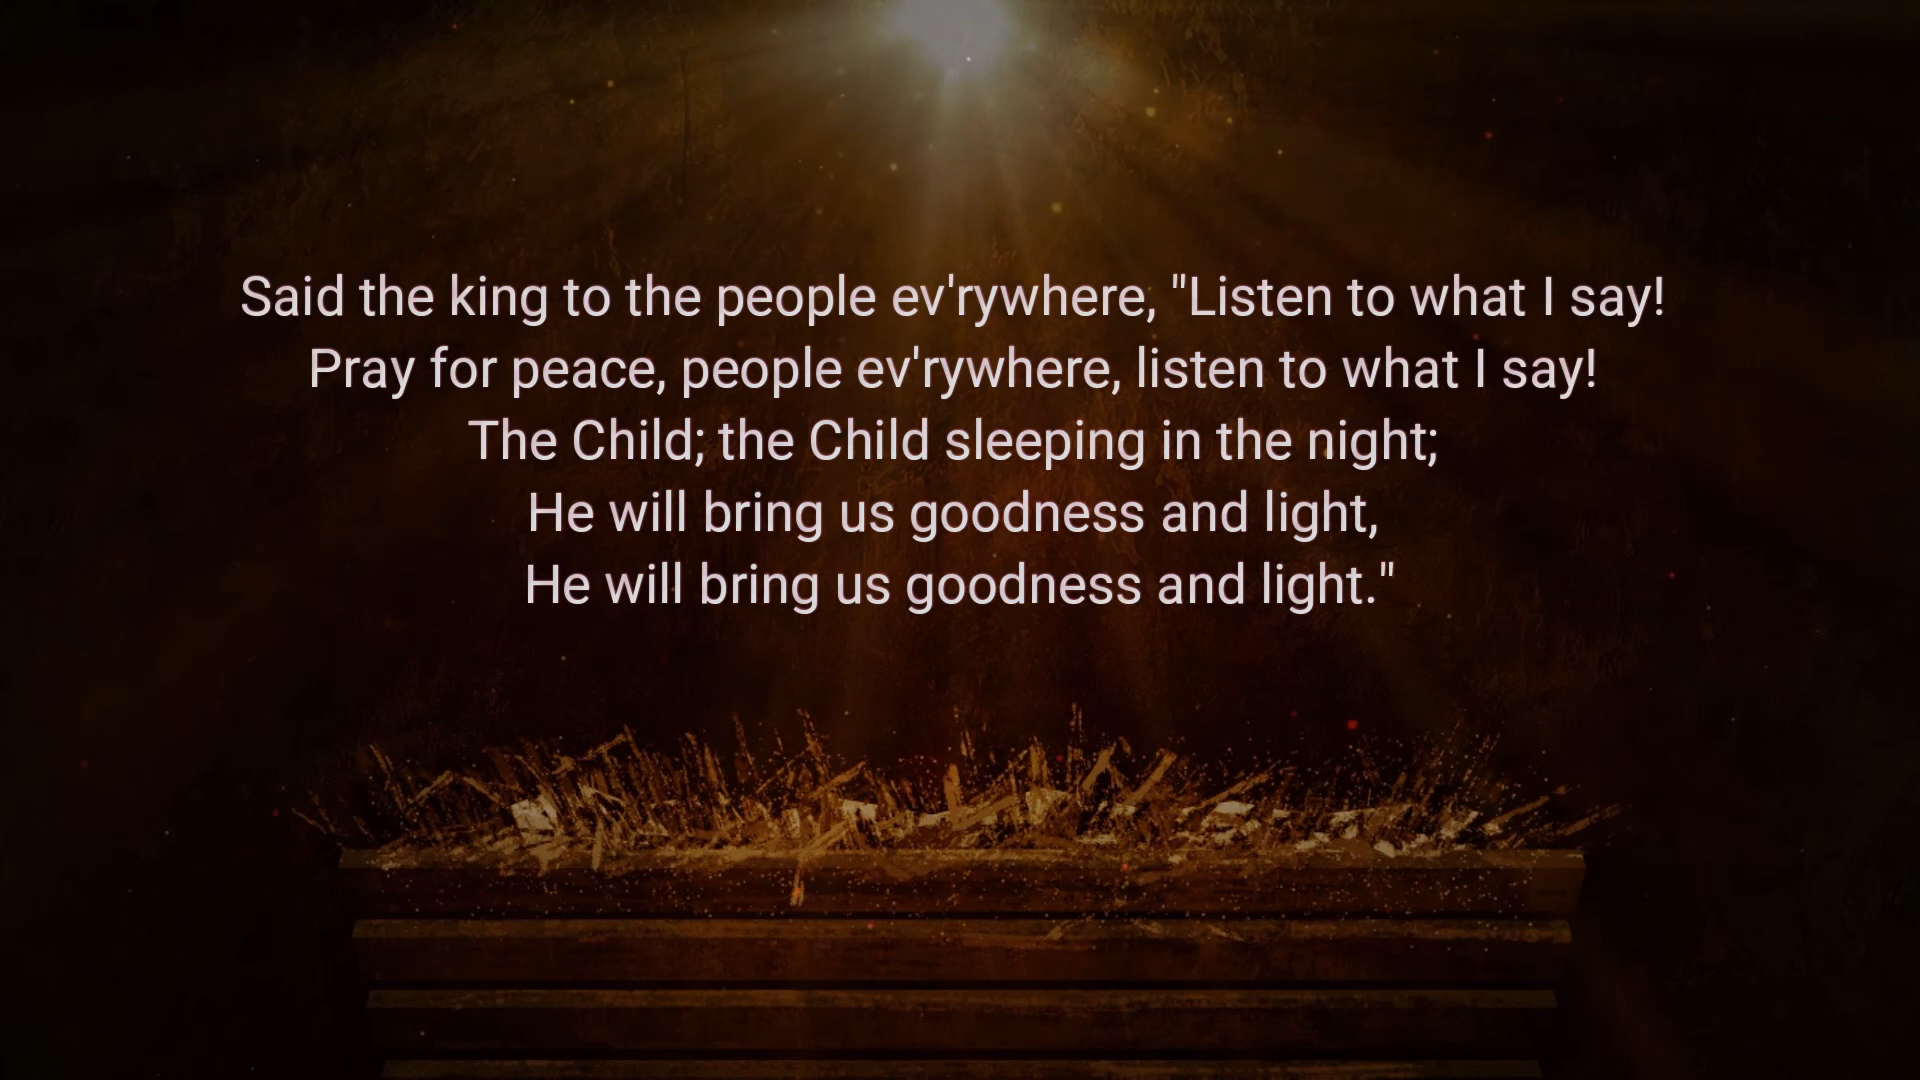 Said the king to the people ev'rywhere, "Listen to what I say!
Pray for peace, people ev'rywhere, listen to what I say!
The Child; the Child sleeping in the night;
He will bring us goodness and light,
He will bring us goodness and light."